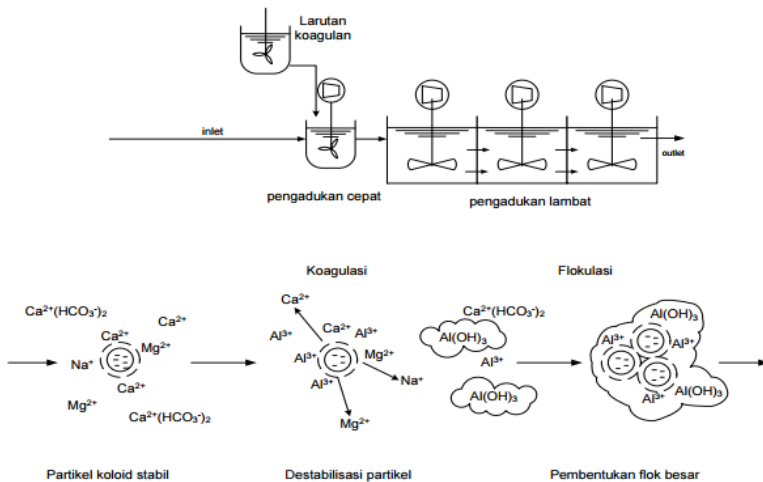 Larutan
koagulan
inlet
outlet
pengadukan cepat
pengadukan lambat
Koagulasi
Flokulasi
Ca²⁺(HCO₃⁻)₂
Ca²⁺
Ca²⁺
Mg²⁺
Na⁺
Ca²⁺
Mg²⁺
Ca²⁺(HCO₃⁻)₂
Ca²⁺
Al³⁺
Ca²⁺
Al³⁺
Al³⁺
Mg²⁺
Al³⁺
Na⁺
Mg²⁺
Ca²⁺(HCO₃⁻)₂
Al(OH)₃
Al³⁺
Al(OH)₃
Al(OH)₃
Al³⁺
Al³⁺
Al(OH)₃
Al³⁺
Partikel koloid stabil
Destabilisasi partikel
Pembentukan flok besar